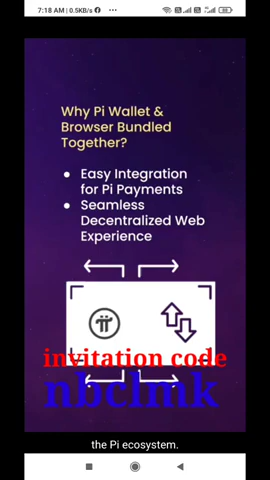 7:18 AM | 0.5KB/s
Why Pi Wallet &
Browser Bundled
Together?
• Easy Integration
for Pi Payments
• Seamless
Decentralized Web
Experience
invitation code
nbclmk
the Pi ecosystem.